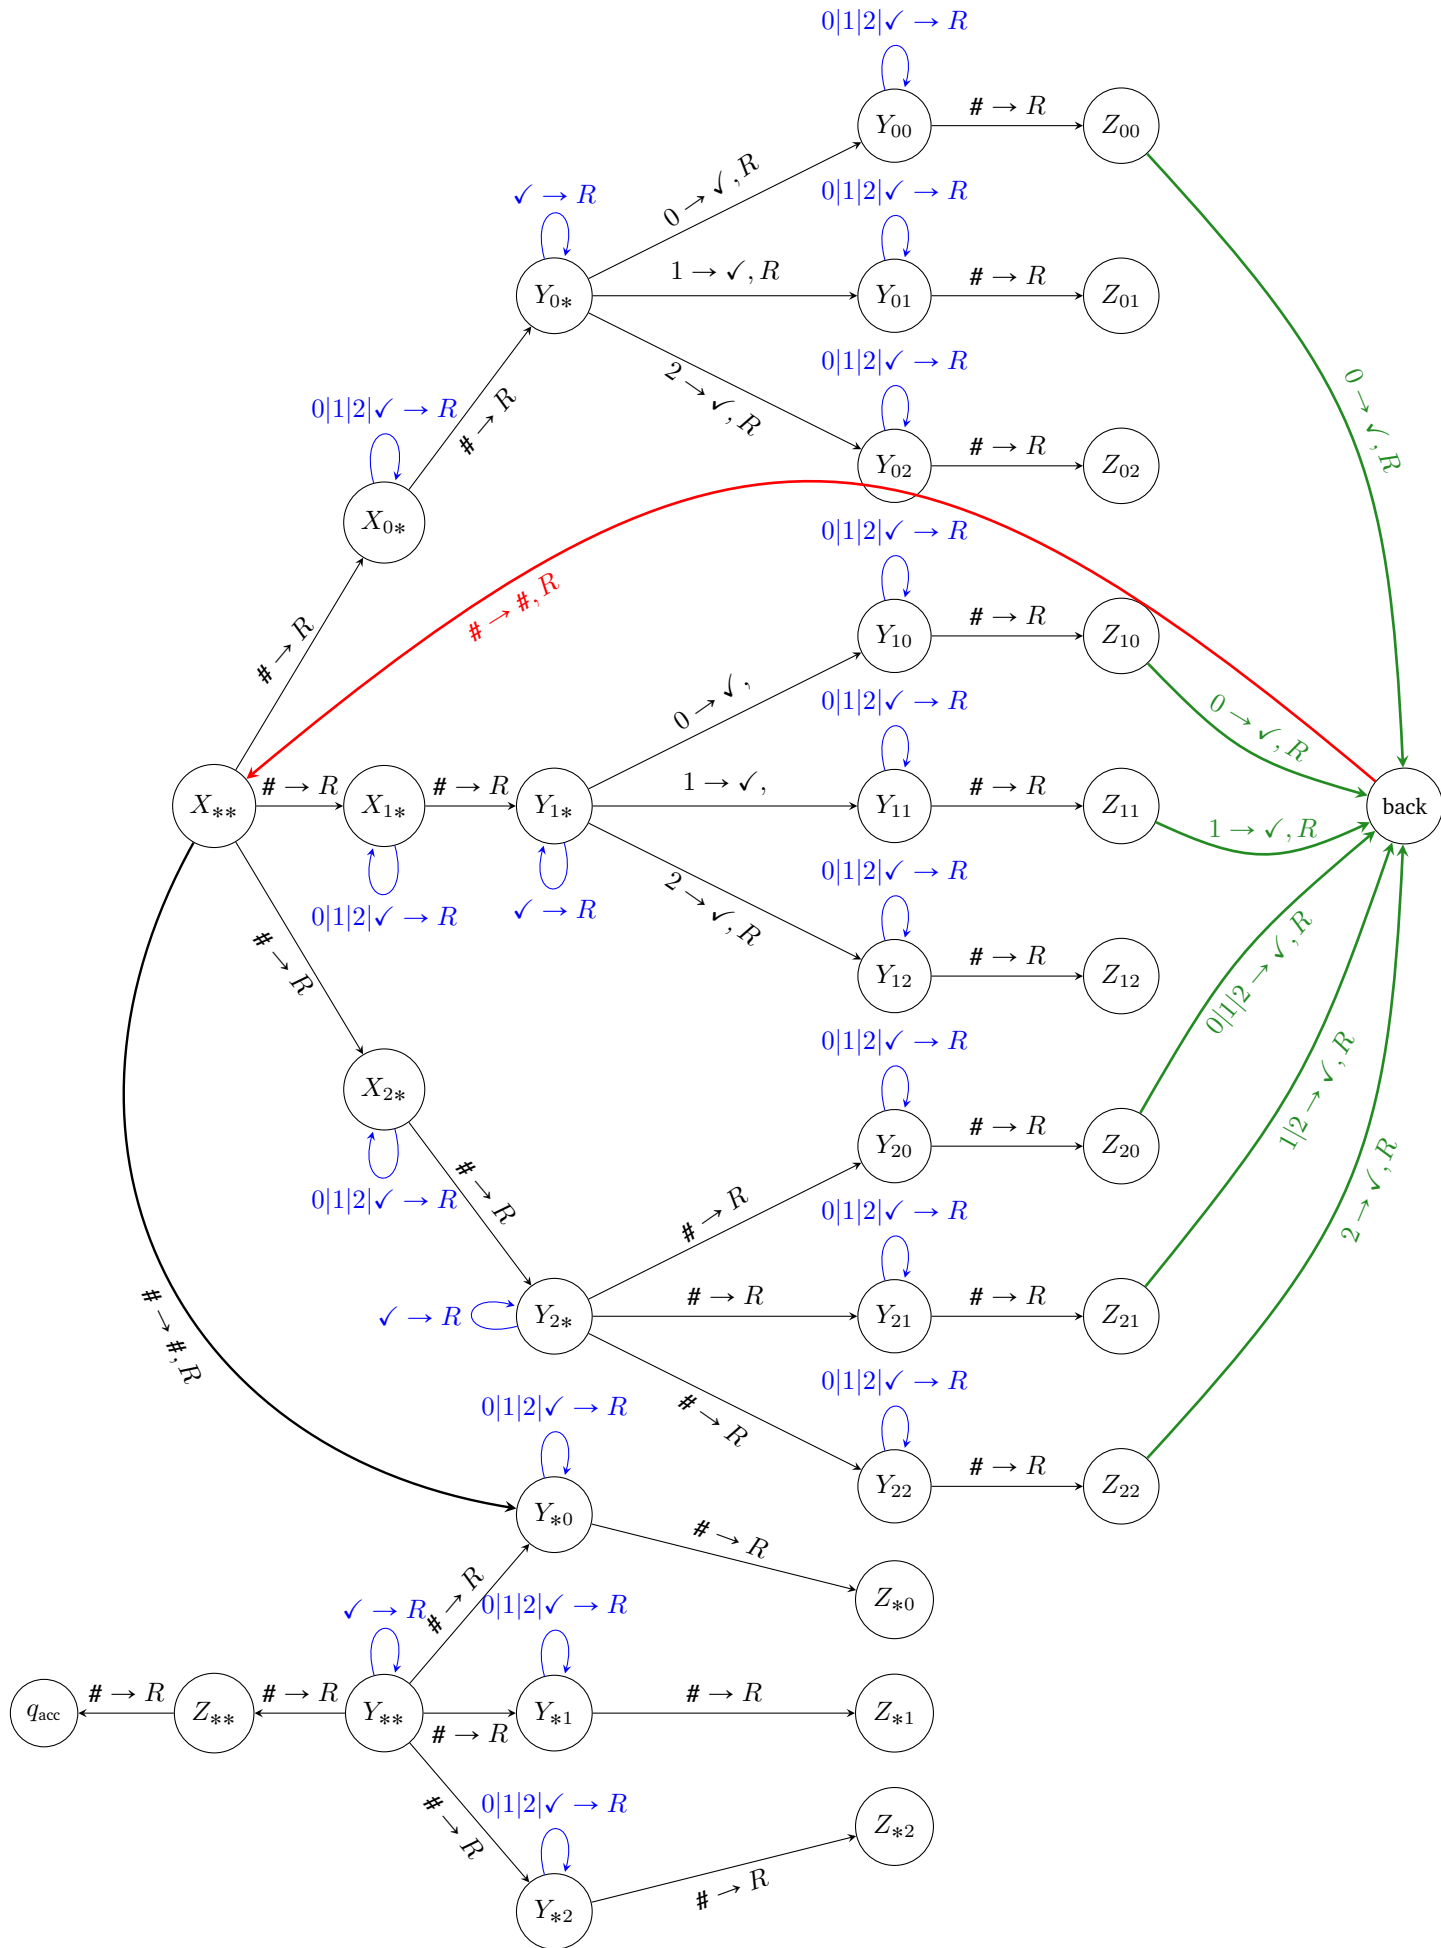 0|1|2|✓ → R
Y₀₀
# → R
Z₀₀
0 → ✓, R
✓ → R
0|1|2|✓ → R
Y₀∗
1 → ✓, R
Y₀₁
# → R
Z₀₁
2 → ✓, R
0|1|2|✓ → R
Y₀₂
# → R
Z₀₂
0 → ✓, R
0|1|2|✓ → R
# → R
X₀∗
# → R
# → #, R
0|1|2|✓ → R
Y₁₀
# → R
Z₁₀
0 → ✓, R
0 → ✓,
0|1|2|✓ → R
X∗∗
# → R
X₁∗
# → R
Y₁∗
1 → ✓,
Y₁₁
# → R
Z₁₁
1 → ✓, R
back
0|1|2|✓ → R
✓ → R
2 → ✓, R
0|1|2|✓ → R
Y₁₂
# → R
Z₁₂
# → R
0|1|2 → ✓, R
0|1|2|✓ → R
X₂∗
0|1|2|✓ → R
# → R
Y₂₀
# → R
Z₂₀
1|2 → ✓, R
# → R
0|1|2|✓ → R
✓ → R
Y₂∗
# → R
Y₂₁
# → R
Z₂₁
2 → ✓, R
# → #, R
# → R
0|1|2|✓ → R
Y₂₂
# → R
Z₂₂
0|1|2|✓ → R
Y∗₀
# → R
Z∗₀
✓ → R
# → R
0|1|2|✓ → R
q_acc
# → R
Z∗∗
# → R
Y∗∗
# → R
Y∗₁
# → R
Z∗₁
# → R
0|1|2|✓ → R
Y∗₂
# → R
Z∗₂